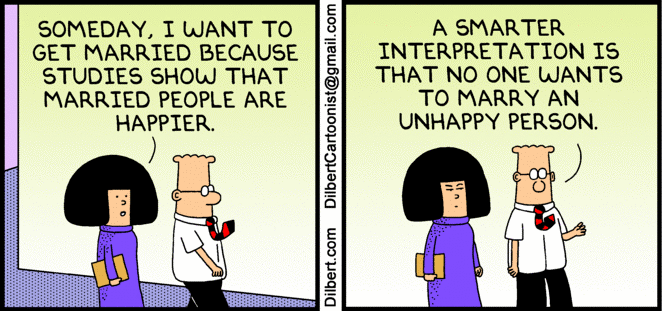 SOMEDAY, I WANT TO
GET MARRIED BECAUSE
STUDIES SHOW THAT
MARRIED PEOPLE ARE
HAPPIER.
Dilbert.com DilbertCartoonist@gmail.com
A SMARTER
INTERPRETATION IS
THAT NO ONE WANTS
TO MARRY AN
UNHAPPY PERSON.